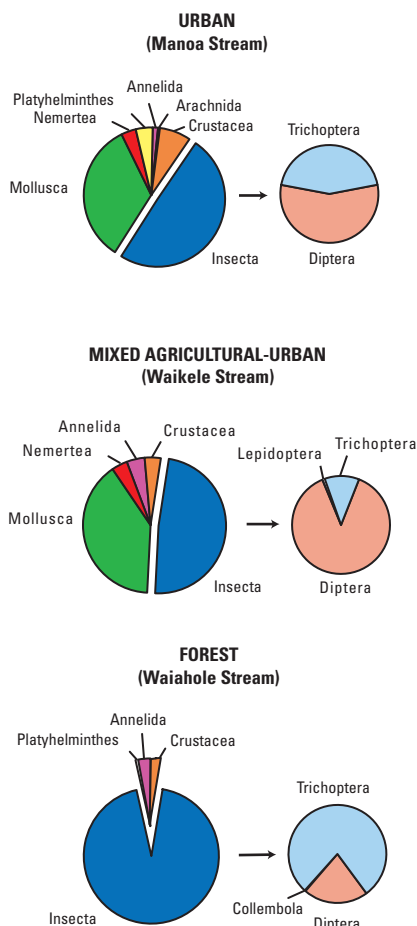 URBAN
(Manoa Stream)
Annelida
Platyhelminthes
Arachnida
Nemertea
Crustacea
Trichoptera
Mollusca
Insecta
Diptera
MIXED AGRICULTURAL-URBAN
(Waikele Stream)
Annelida
Crustacea
Nemertea
Trichoptera
Lepidoptera
Mollusca
Insecta
Diptera
FOREST
(Waiahole Stream)
Annelida
Platyhelminthes
Crustacea
Trichoptera
Collembola
Insecta
Diptera